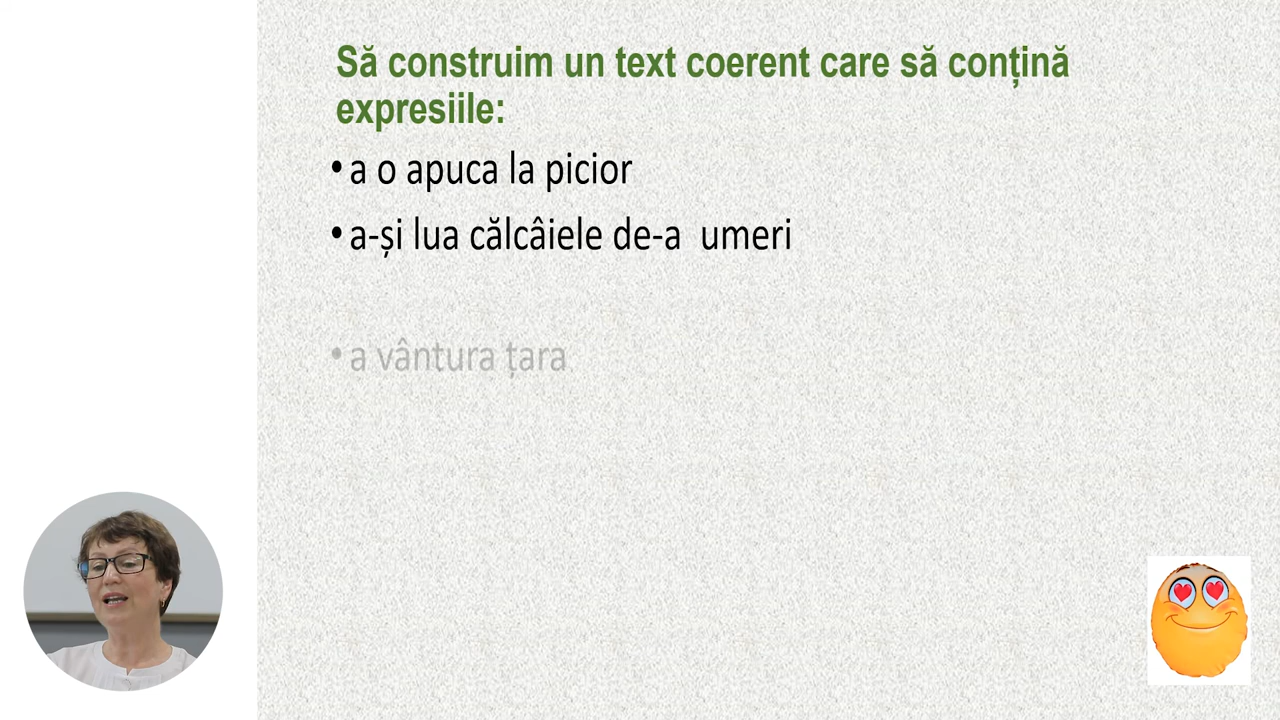 Să construim un text coerent care să conțină
expresiile:
•a o apuca la picior
•a-și lua călcâiele de-a  umeri
•a vântura țara